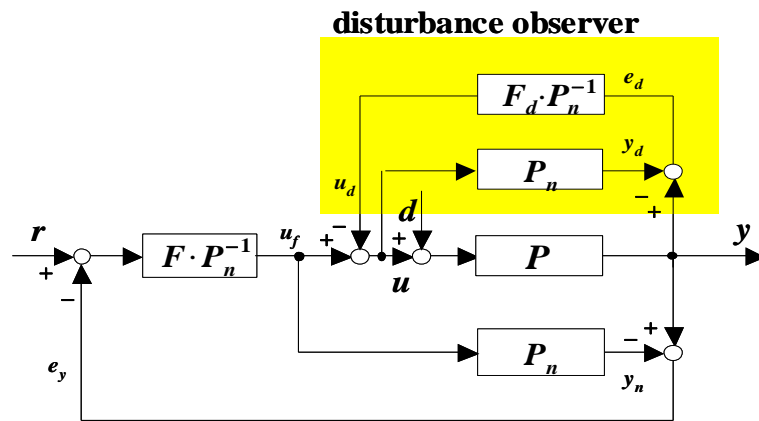 disturbance observer
F_d·P_n^{-1}
e_d
P_n
y_d
u_d
d
−
+
r
+
−
F·P_n^{-1}
u_f
+
−
+
u
P
y
P_n
−
+
y_n
e_y